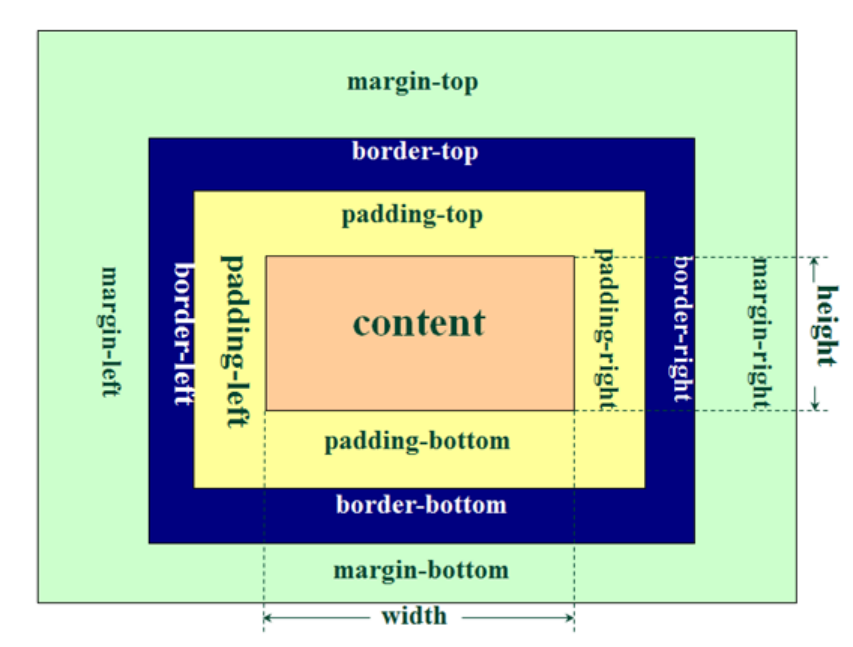 margin-top
border-top
padding-top
margin-left
border-left
padding-left
content
padding-right
border-right
margin-right
height
padding-bottom
border-bottom
margin-bottom
width